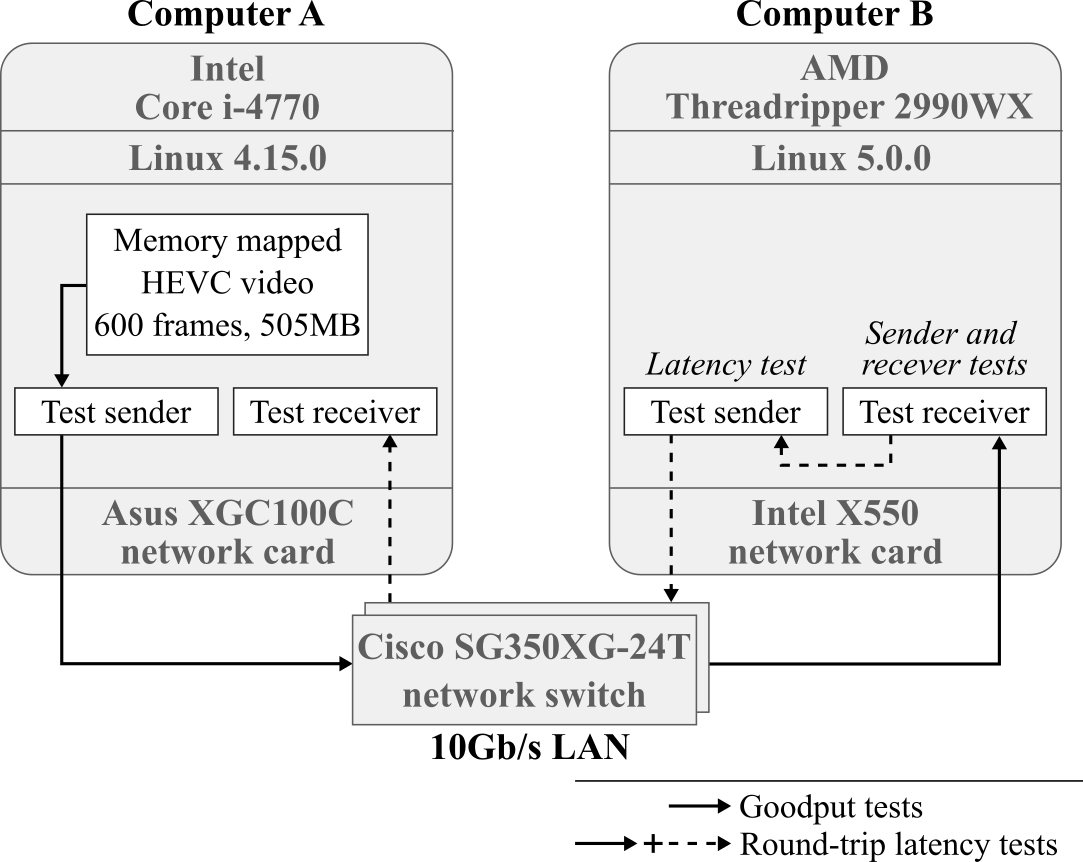 Computer A
Intel
Core i-4770
Linux 4.15.0
Memory mapped
HEVC video
600 frames, 505MB
Test sender
Test receiver
Asus XGC100C
network card
Computer B
AMD
Threadripper 2990WX
Linux 5.0.0
Latency test
Sender and
recever tests
Test sender
Test receiver
Intel X550
network card
Cisco SG350XG-24T
network switch
10Gb/s LAN
Goodput tests
+ Round-trip latency tests